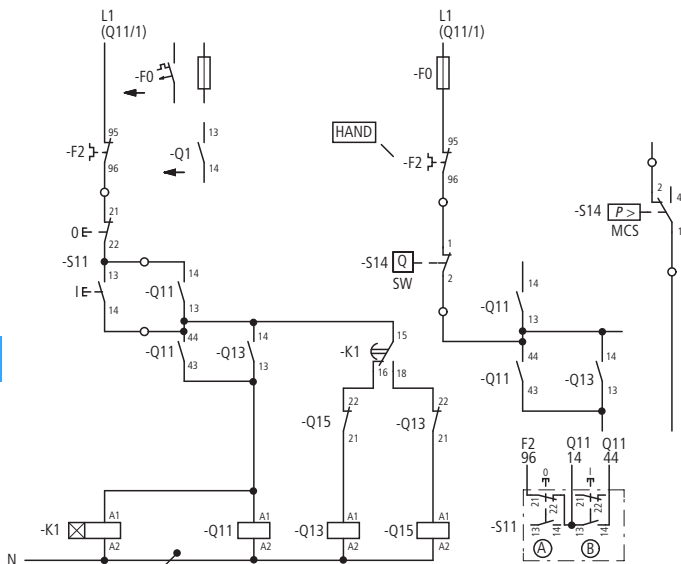 L1
(Q11/1)
L1
(Q11/1)
-F0
-F0
HAND
95
-F2
96
13
-Q1
14
95
-F2
96
2
4
-S14
P >
1
MCS
21
0
22
-S11
13
I
14
14
-Q11
13
1
-S14
Q
2
SW
14
-Q11
13
44
-Q11
43
14
-Q13
13
15
-K1
16
18
44
-Q11
43
14
-Q13
13
22
-Q15
21
22
-Q13
21
F2
96
Q11
14
Q11
44
0
I
21
22
21
22
-S11
13
14
13
14
A
B
A1
-K1
A2
A1
-Q11
A2
A1
-Q13
A2
A1
-Q15
A2
N